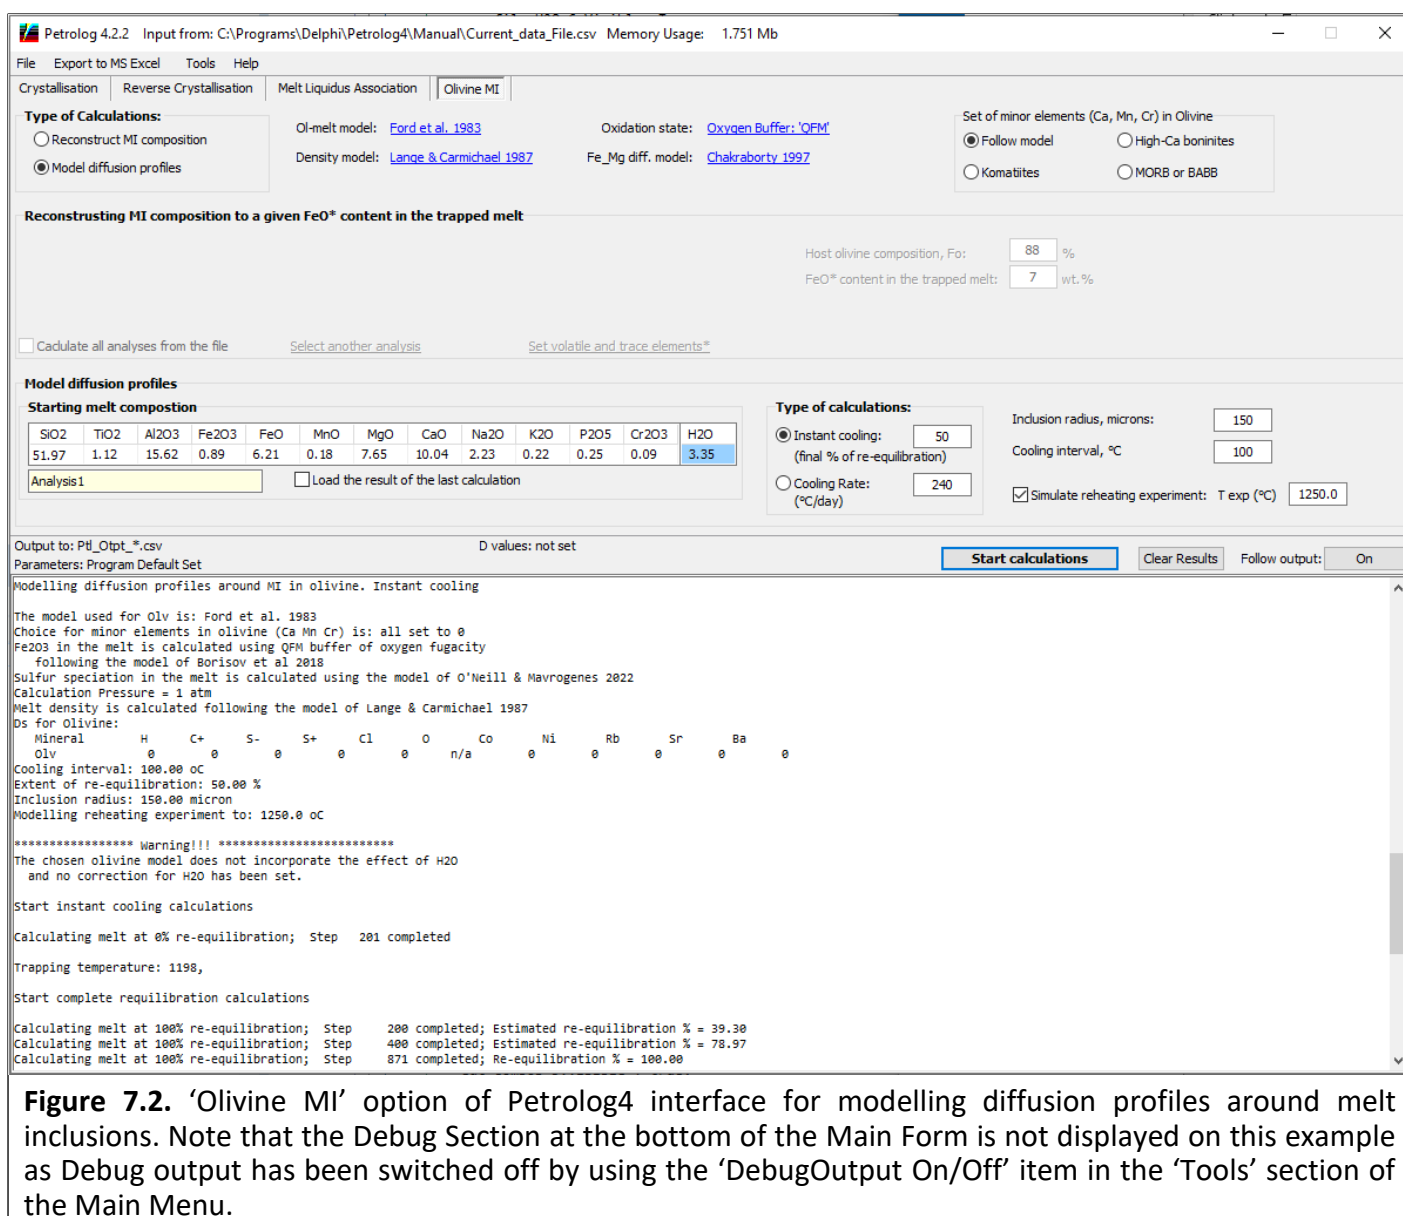 Petrolog 4.2.2 Input from: C:\Programs\Delphi\Petrolog4\Manual\Current_data_File.csv Memory Usage: 1.751 Mb
File Export to MS Excel Tools Help
Crystallisation Reverse Crystallisation Melt Liquidus Association Olivine MI
Type of Calculations:
Reconstruct MI composition
Model diffusion profiles
Ol-melt model: Ford et al. 1983
Density model: Lange & Carmichael 1987
Oxidation state: Oxygen Buffer: 'QFM'
Fe_Mg diff. model: Chakraborty 1997
Set of minor elements (Ca, Mn, Cr) in Olivine
Follow model High-Ca boninites
Komatiites MORB or BABB
Reconstructing MI composition to a given FeO* content in the trapped melt
Host olivine composition, Fo: 88 %
FeO* content in the trapped melt: 7 wt.%
Caclulate all analyses from the file Select another analysis Set volatile and trace elements*
Model diffusion profiles
Starting melt compostion
SiO2 TiO2 Al2O3 Fe2O3 FeO MnO MgO CaO Na2O K2O P2O5 Cr2O3 H2O
51.97 1.12 15.62 0.89 6.21 0.18 7.65 10.04 2.23 0.22 0.25 0.09 3.35
Analysis1 Load the result of the last calculation
Type of calculations:
Instant cooling: 50
(final % of re-equilibration)
Cooling Rate: 240
(°C/day)
Inclusion radius, microns: 150
Cooling interval, °C 100
Simulate reheating experiment: T exp (°C) 1250.0
Output to: Ptl_Otpt_*.csv D values: not set
Parameters: Program Default Set
Start calculations Clear Results Follow output: On
Modelling diffusion profiles around MI in olivine. Instant cooling
The model used for Olv is: Ford et al. 1983
Choice for minor elements in olivine (Ca Mn Cr) is: all set to 0
Fe2O3 in the melt is calculated using QFM buffer of oxygen fugacity
following the model of Borisov et al 2018
Sulfur speciation in the melt is calculated using the model of O'Neill & Mavrogenes 2022
Calculation Pressure = 1 atm
Melt density is calculated following the model of Lange & Carmichael 1987
Ds for Olivine:
Mineral H C+ S- S+ Cl O Co Ni Rb Sr Ba
Olv 0 0 0 0 0 n/a 0 0 0 0 0
Cooling interval: 100.00 oC
Extent of re-equilibration: 50.00 %
Inclusion radius: 150.00 micron
Modelling reheating experiment to: 1250.0 oC
***************** Warning!!! *************************
The chosen olivine model does not incorporate the effect of H2O
and no correction for H2O has been set.
Start instant cooling calculations
Calculating melt at 0% re-equilibration; Step 201 completed
Trapping temperature: 1198,
Start complete requilibration calculations
Calculating melt at 100% re-equilibration; Step 200 completed; Estimated re-equilibration % = 39.30
Calculating melt at 100% re-equilibration; Step 400 completed; Estimated re-equilibration % = 78.97
Calculating melt at 100% re-equilibration; Step 871 completed; Re-equilibration % = 100.00
Figure 7.2. 'Olivine MI' option of Petrolog4 interface for modelling diffusion profiles around melt
inclusions. Note that the Debug Section at the bottom of the Main Form is not displayed on this example
as Debug output has been switched off by using the 'DebugOutput On/Off' item in the 'Tools' section of
the Main Menu.